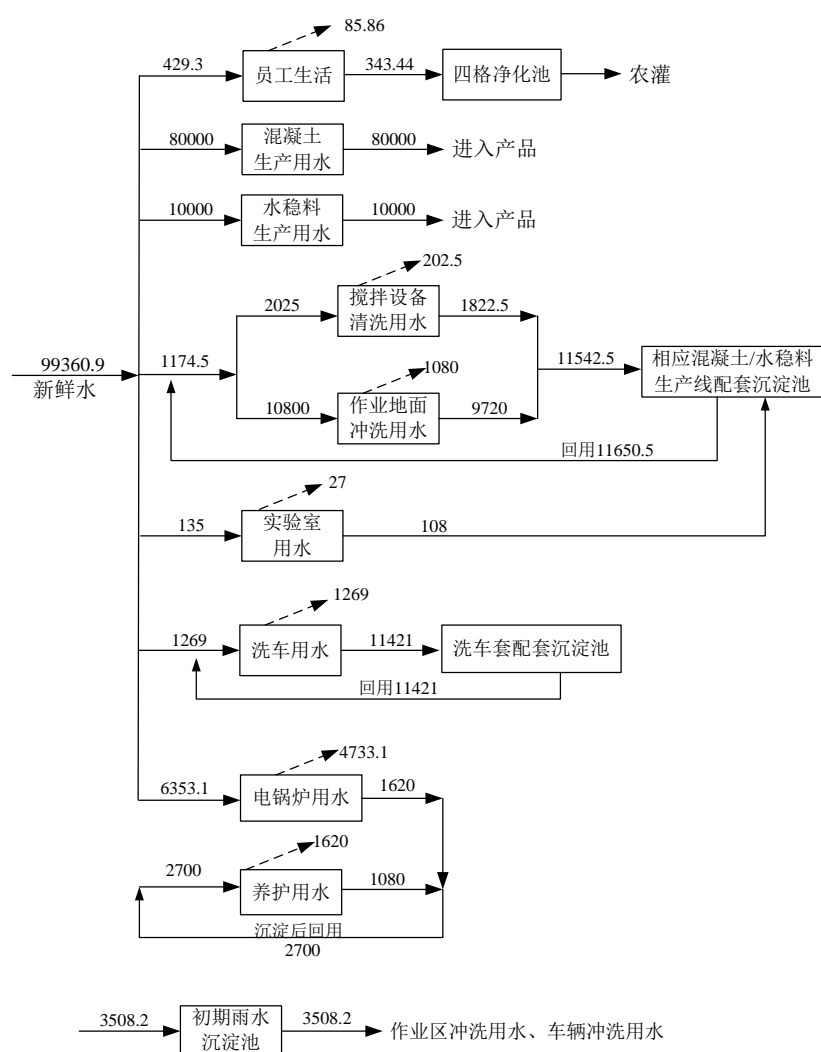 85.86
429.3
员工生活
343.44
四格净化池
农灌
80000
混凝土
生产用水
80000
进入产品
10000
水稳料
生产用水
10000
进入产品
202.5
2025
搅拌设备
清洗用水
1822.5
99360.9
新鲜水
1174.5
11542.5
相应混凝土/水稳料
生产线配套沉淀池
1080
10800
作业地面
冲洗用水
9720
回用11650.5
27
135
实验室
用水
108
1269
1269
洗车用水
11421
洗车套配套沉淀池
回用11421
4733.1
6353.1
电锅炉用水
1620
1620
2700
养护用水
1080
沉淀后回用
2700
3508.2
初期雨水
沉淀池
3508.2
作业区冲洗用水、车辆冲洗用水